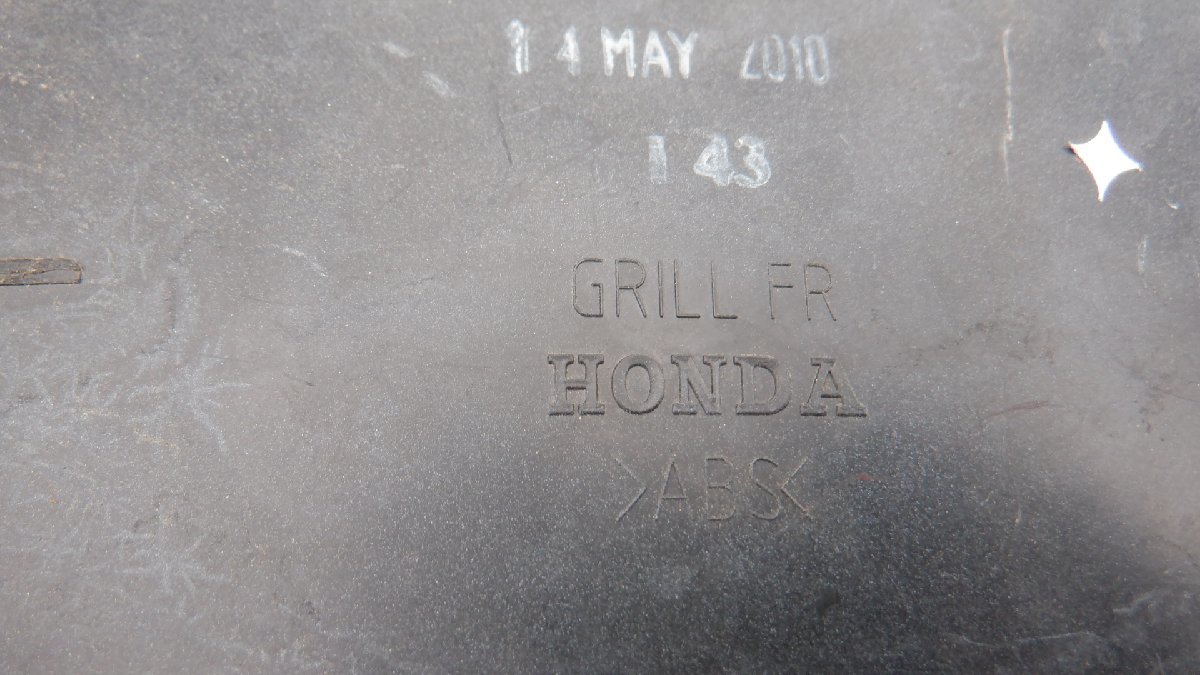 14 MAY 2010
143
GRILL FR
HONDA
>ABS<